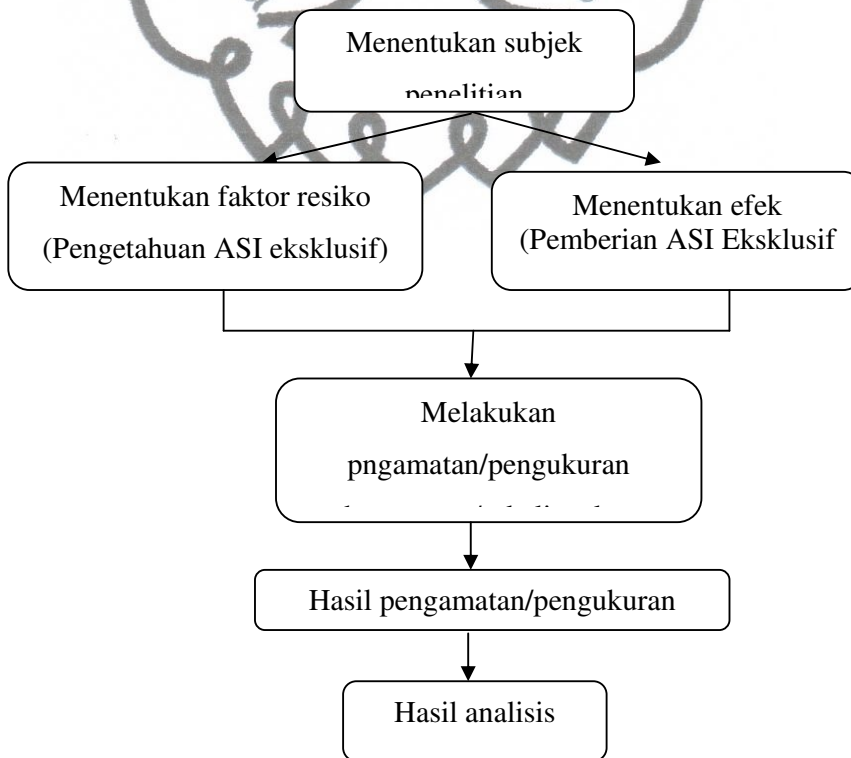 Menentukan subjek
penelitian
Menentukan faktor resiko
(Pengetahuan ASI eksklusif)
Menentukan efek
(Pemberian ASI Eksklusif
Melakukan
pngamatan/pengukuran
Hasil pengamatan/pengukuran
Hasil analisis